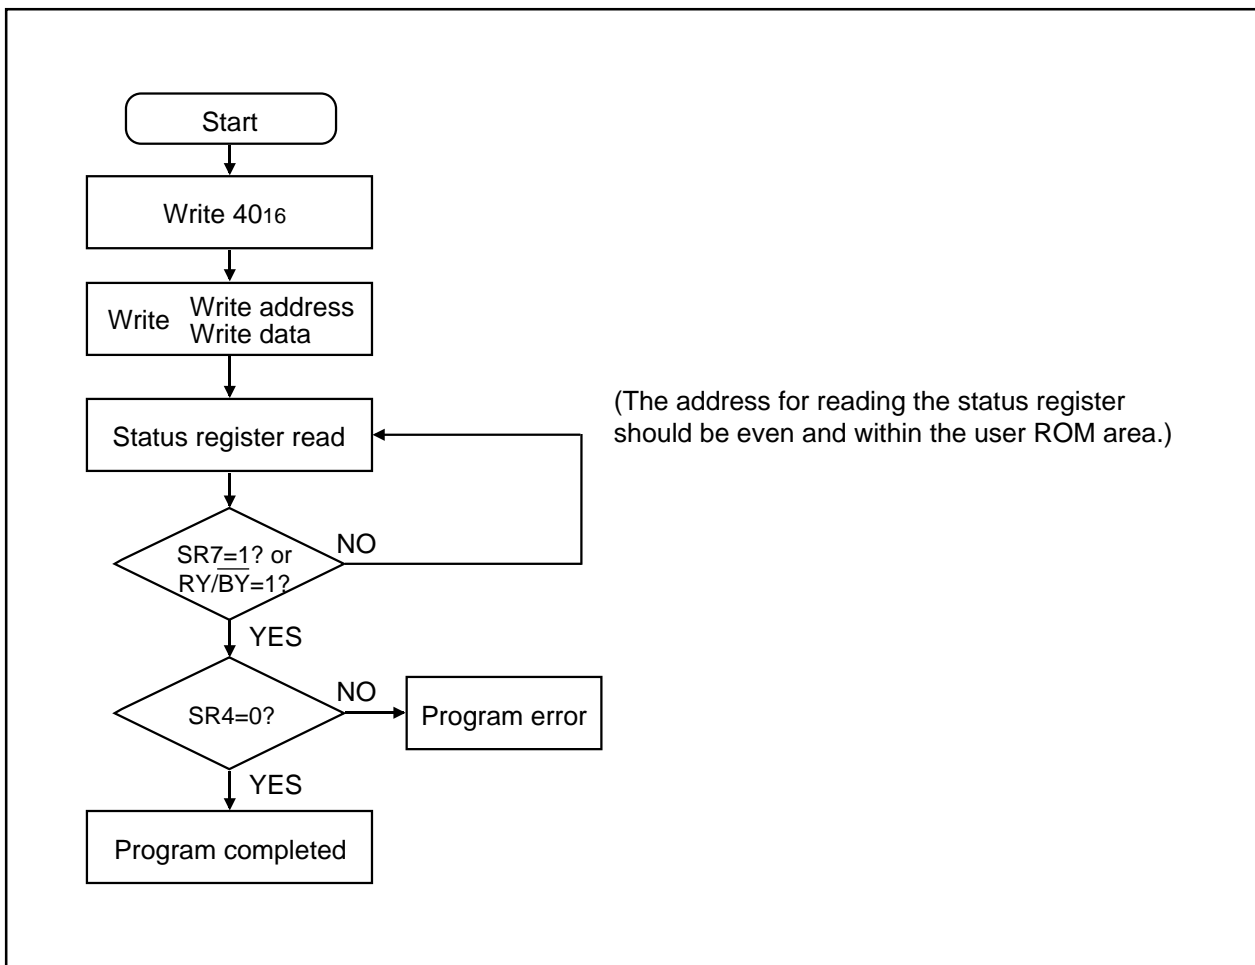 Start
Write 4016
Write
Write address
Write data
Status register read
(The address for reading the status register
should be even and within the user ROM area.)
SR7=1? or
RY/BY=1?
NO
YES
SR4=0?
NO
Program error
YES
Program completed